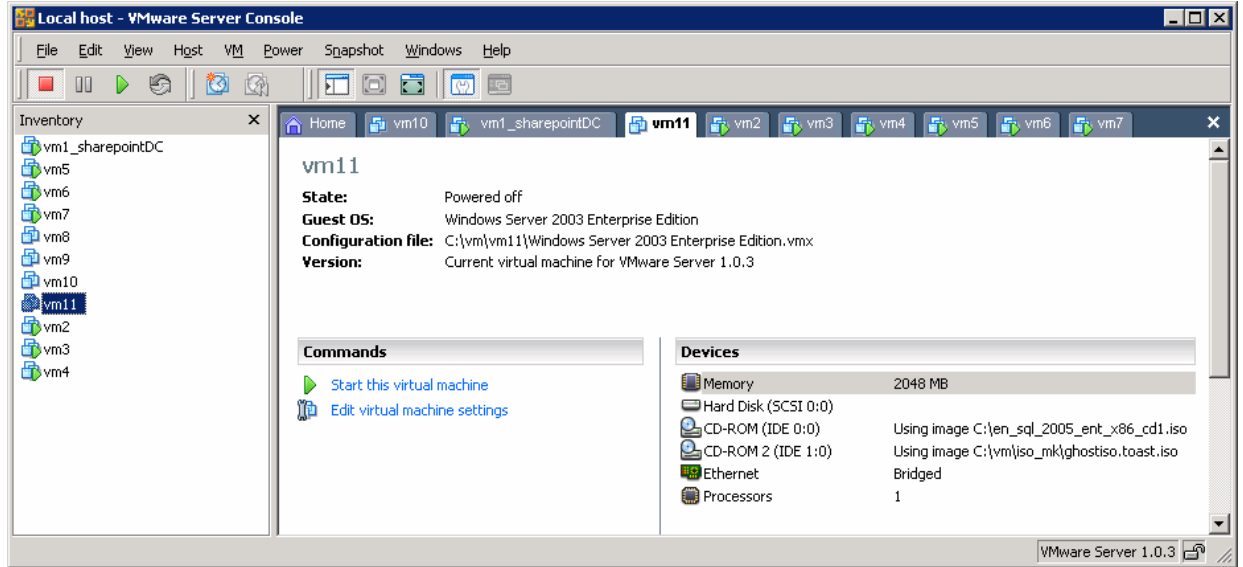 Local host - VMware Server Console
File Edit View Host VM Power Snapshot Windows Help
Inventory
vm1_sharepointDC
vm5
vm6
vm7
vm8
vm9
vm10
vm11
vm2
vm3
vm4
Home vm10 vm1_sharepointDC vm11 vm2 vm3 vm4 vm5 vm6 vm7
vm11
State: Powered off
Guest OS: Windows Server 2003 Enterprise Edition
Configuration file: C:\vm\vm11\Windows Server 2003 Enterprise Edition.vmx
Version: Current virtual machine for VMware Server 1.0.3
Commands
Start this virtual machine
Edit virtual machine settings
Devices
Memory 2048 MB
Hard Disk (SCSI 0:0)
CD-ROM (IDE 0:0) Using image C:\en_sql_2005_ent_x86_cd1.iso
CD-ROM 2 (IDE 1:0) Using image C:\vm\iso_mk\ghostiso.toast.iso
Ethernet Bridged
Processors 1
VMware Server 1.0.3